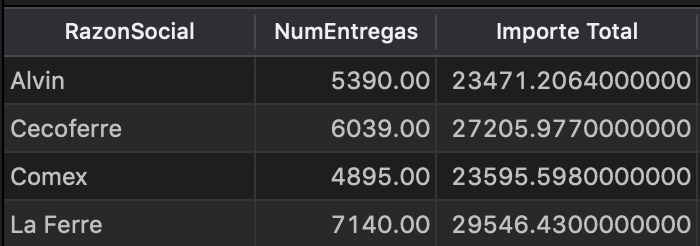 RazonSocial NumEntregas Importe Total
Alvin 5390.00 23471.2064000000
Cecoferre 6039.00 27205.9770000000
Comex 4895.00 23595.5980000000
La Ferre 7140.00 29546.4300000000